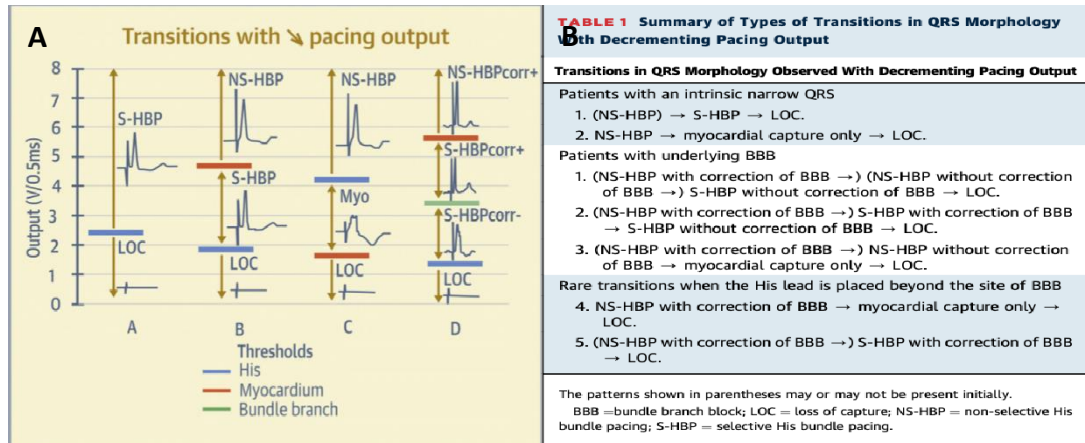 A
Transitions with ↘ pacing output
8
7
6
5
4
3
2
1
0
Output (V/0.5ms)
S-HBP
LOC
A
NS-HBP
S-HBP
LOC
B
NS-HBP
Myo
LOC
C
NS-HBPcorr+
S-HBPcorr+
S-HBPcorr-
LOC
D
Thresholds
His
Myocardium
Bundle branch
B
TABLE 1 Summary of Types of Transitions in QRS Morphology
With Decrementing Pacing Output
Transitions in QRS Morphology Observed With Decrementing Pacing Output
Patients with an intrinsic narrow QRS
1. (NS-HBP) → S-HBP → LOC.
2. NS-HBP → myocardial capture only → LOC.
Patients with underlying BBB
1. (NS-HBP with correction of BBB →) (NS-HBP without correction
of BBB →) S-HBP without correction of BBB → LOC.
2. (NS-HBP with correction of BBB →) S-HBP with correction of BBB
→ S-HBP without correction of BBB → LOC.
3. (NS-HBP with correction of BBB →) NS-HBP without correction
of BBB → myocardial capture only → LOC.
Rare transitions when the His lead is placed beyond the site of BBB
4. NS-HBP with correction of BBB → myocardial capture only →
LOC.
5. (NS-HBP with correction of BBB →) S-HBP with correction of BBB
→ LOC.
The patterns shown in parentheses may or may not be present initially.
BBB =bundle branch block; LOC = loss of capture; NS-HBP = non-selective His
bundle pacing; S-HBP = selective His bundle pacing.